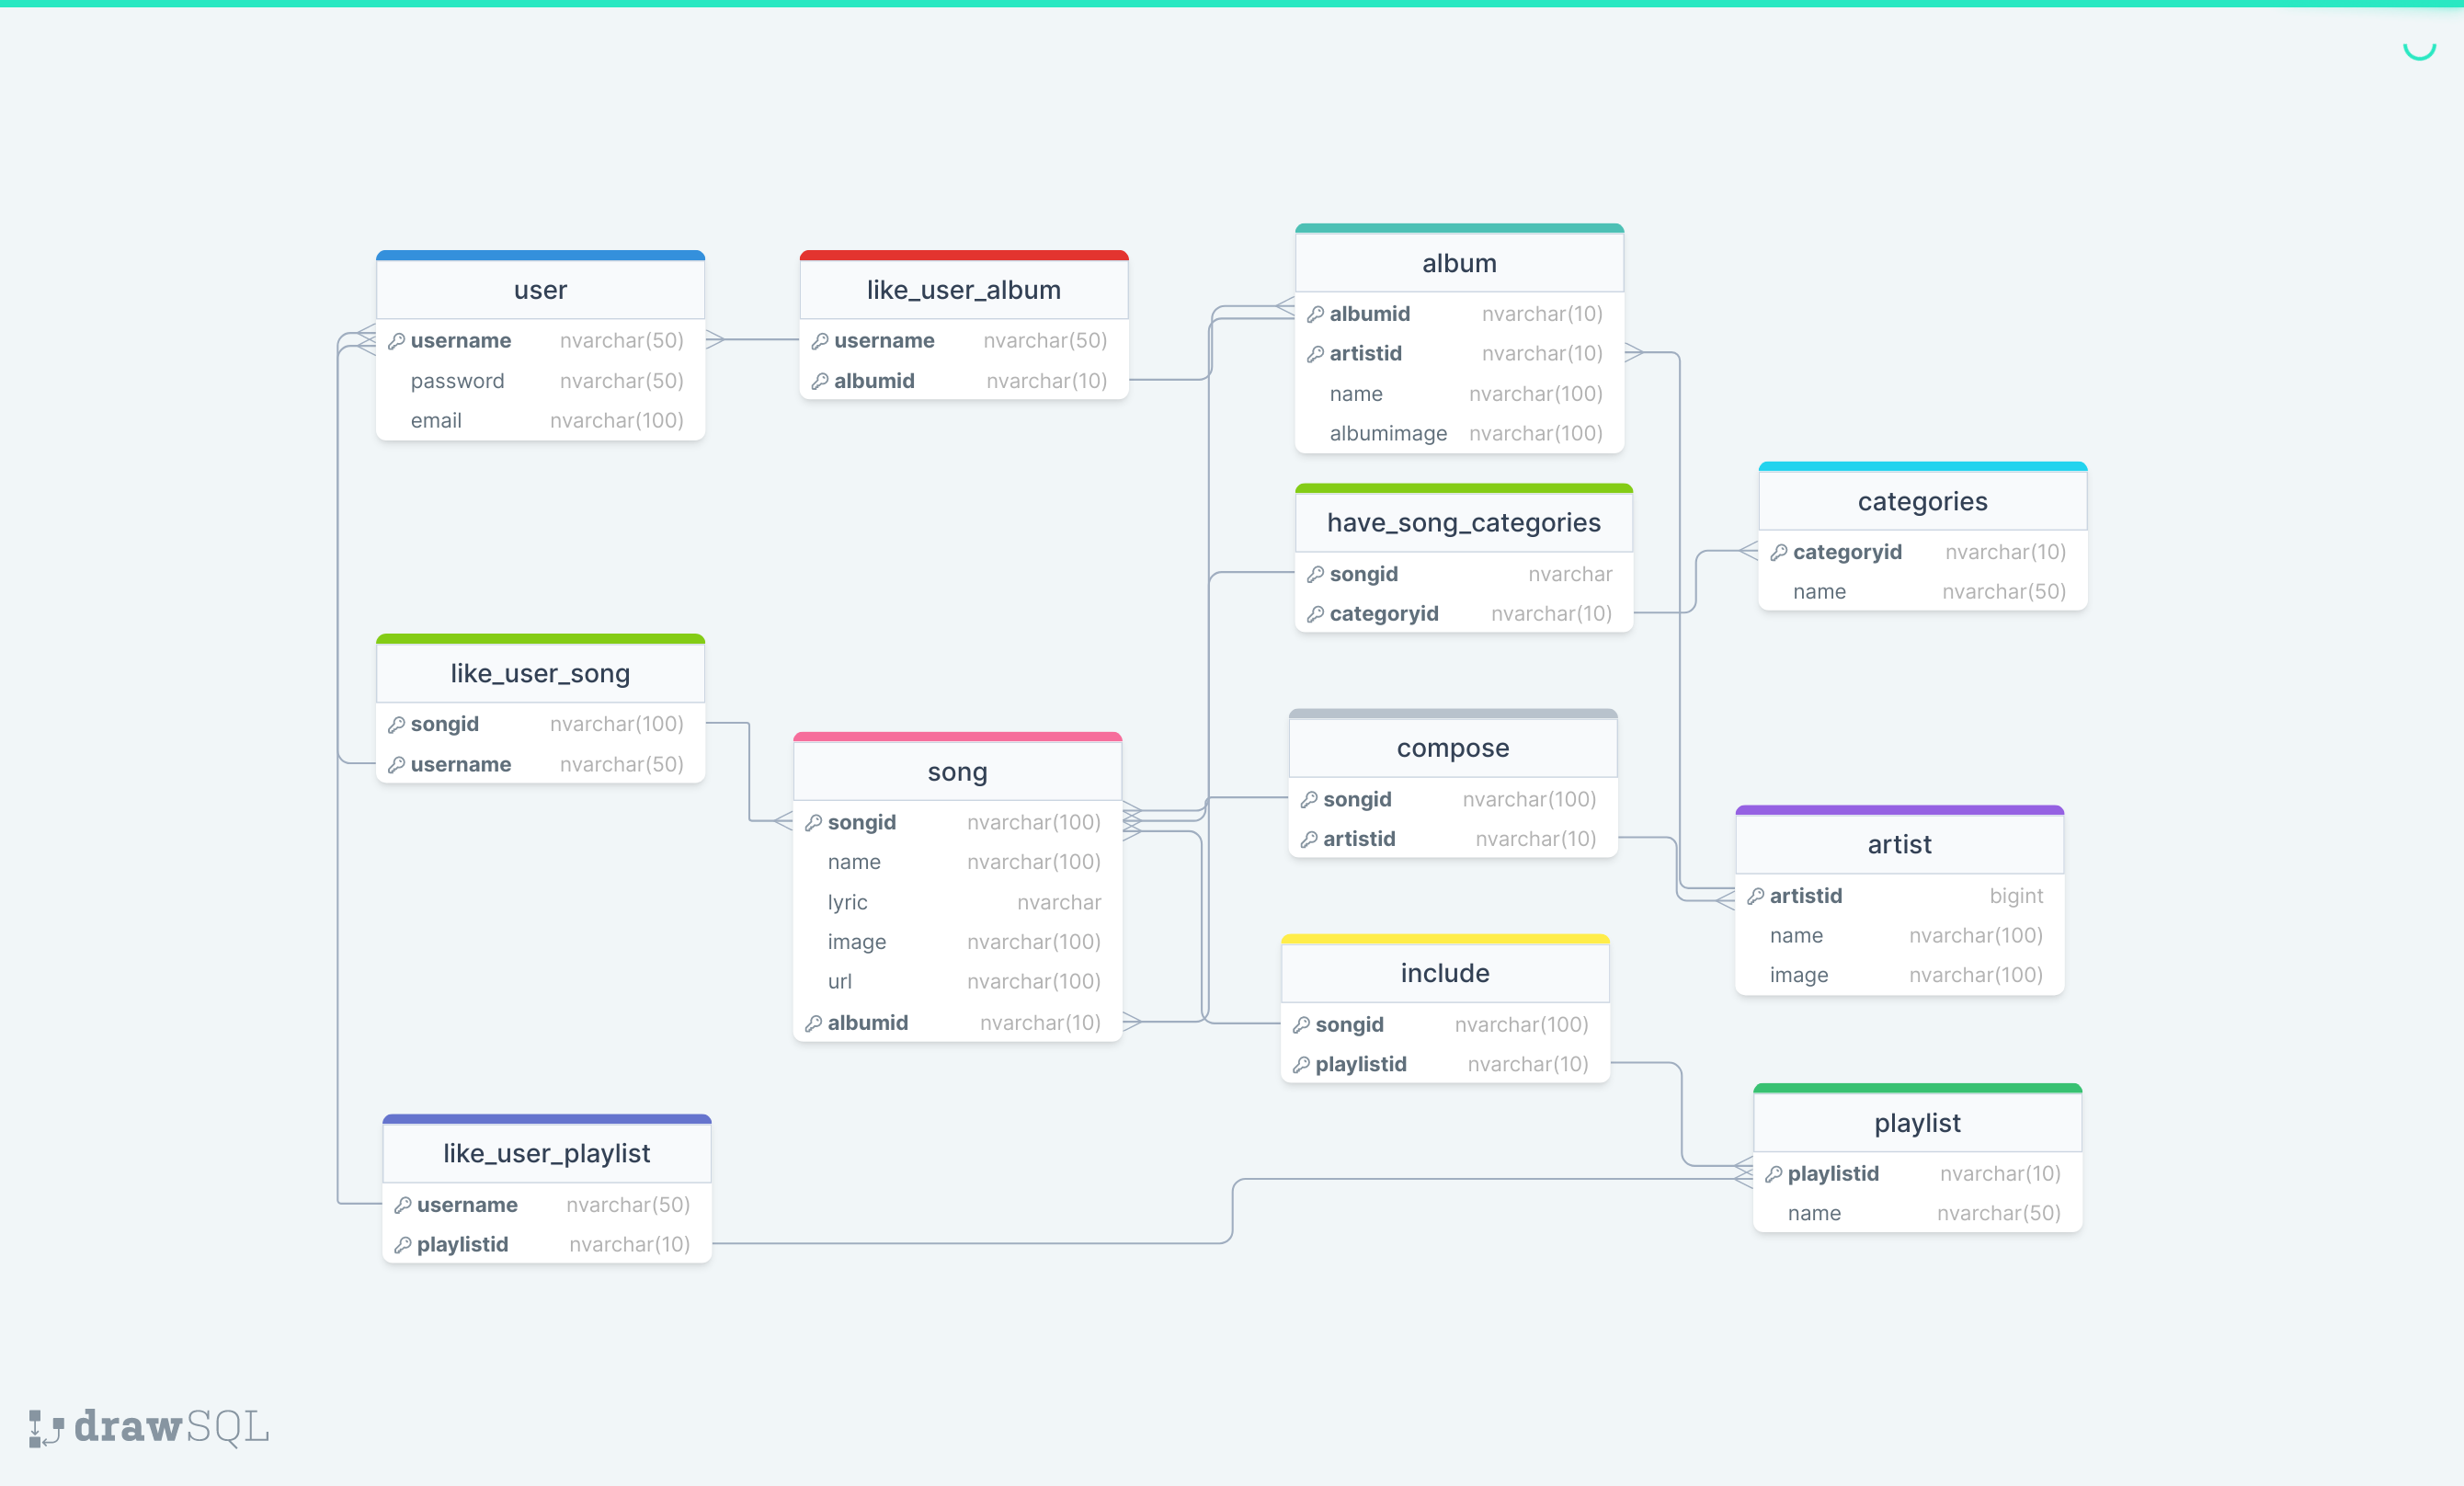 user
username nvarchar(50)
password nvarchar(50)
email nvarchar(100)
like_user_album
username nvarchar(50)
albumid nvarchar(10)
album
albumid nvarchar(10)
artistid nvarchar(10)
name nvarchar(100)
albumimage nvarchar(100)
have_song_categories
songid nvarchar
categoryid nvarchar(10)
categories
categoryid nvarchar(10)
name nvarchar(50)
like_user_song
songid nvarchar(100)
username nvarchar(50)
song
songid nvarchar(100)
name nvarchar(100)
lyric nvarchar
image nvarchar(100)
url nvarchar(100)
albumid nvarchar(10)
compose
songid nvarchar(100)
artistid nvarchar(10)
artist
artistid bigint
name nvarchar(100)
image nvarchar(100)
include
songid nvarchar(100)
playlistid nvarchar(10)
playlist
playlistid nvarchar(10)
name nvarchar(50)
like_user_playlist
username nvarchar(50)
playlistid nvarchar(10)
drawSQL